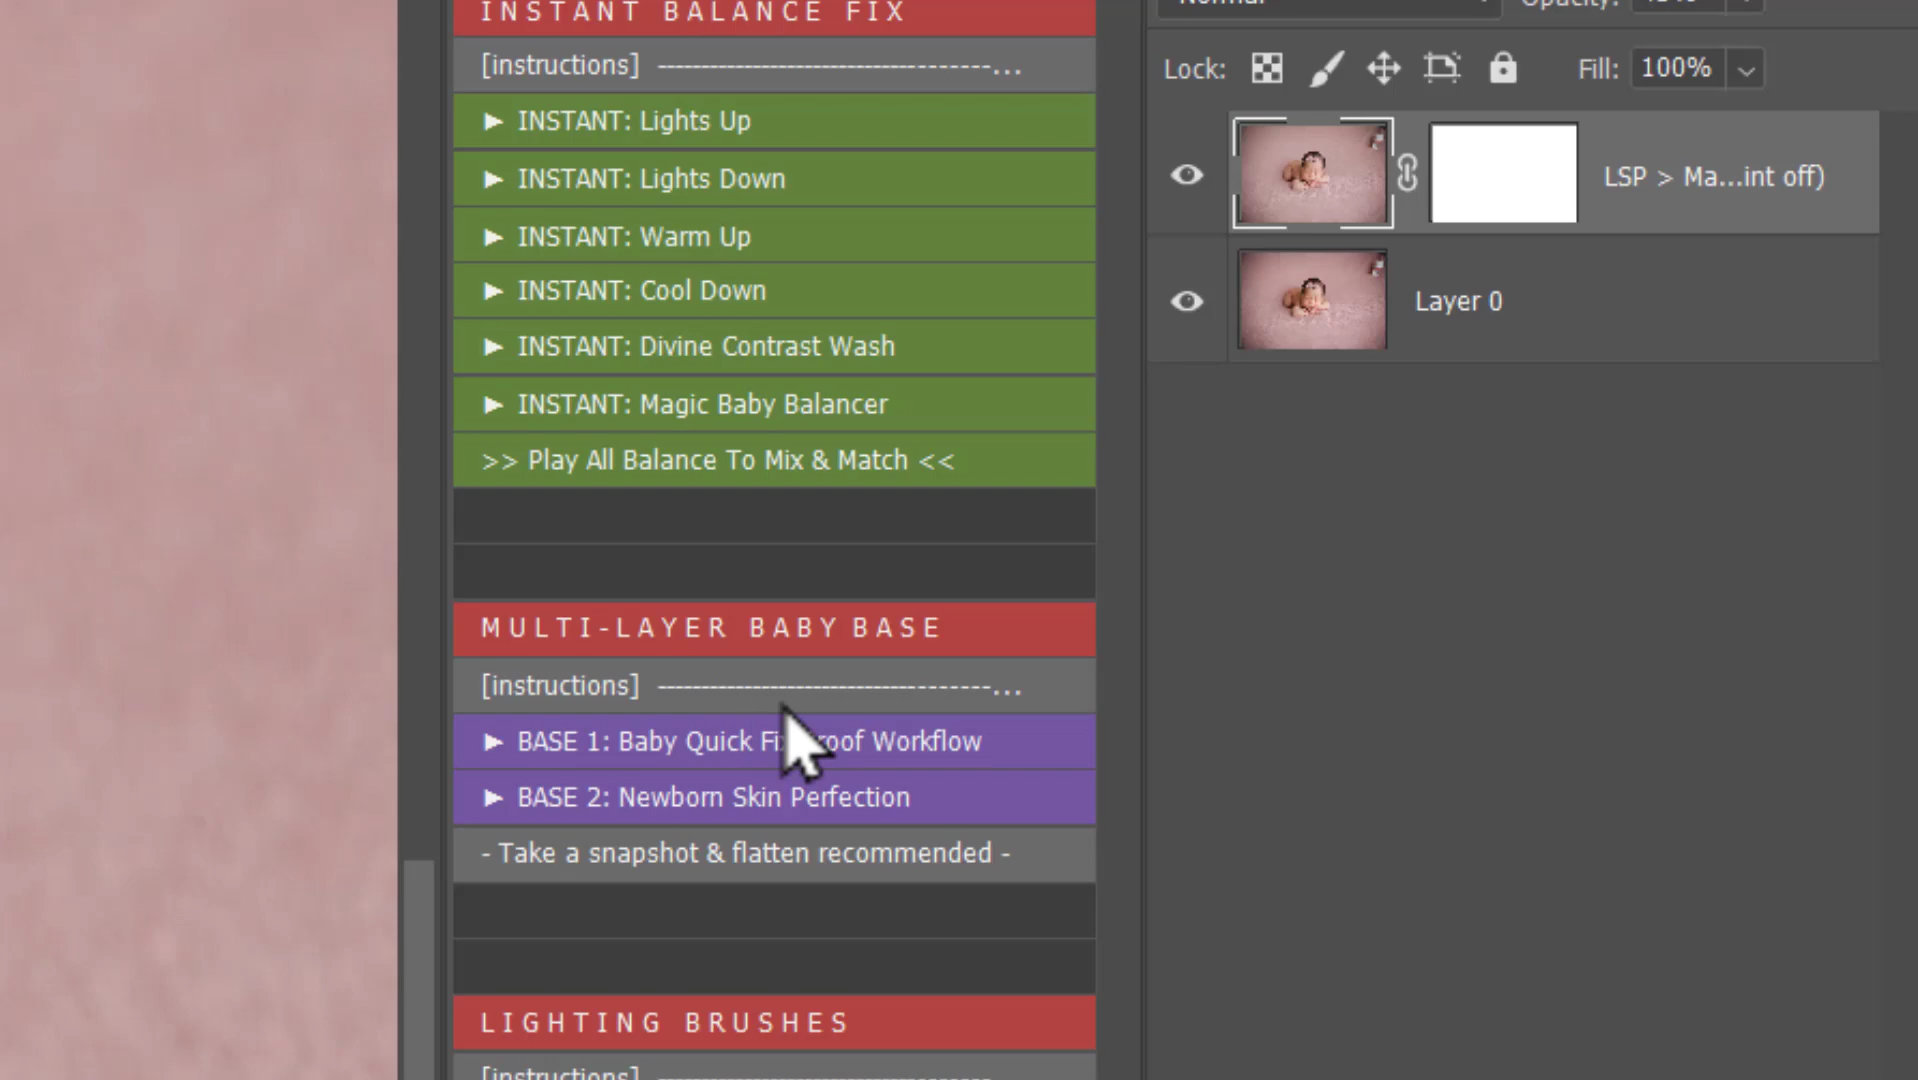 INSTANT BALANCE FIX
[instructions] ----------------------------------...
► INSTANT: Lights Up
► INSTANT: Lights Down
► INSTANT: Warm Up
► INSTANT: Cool Down
► INSTANT: Divine Contrast Wash
► INSTANT: Magic Baby Balancer
>> Play All Balance To Mix & Match <<
MULTI-LAYER BABY BASE
[instructions] ----------------------------------...
► BASE 1: Baby Quick Workflow
► BASE 2: Newborn Skin Perfection
- Take a snapshot & flatten recommended -
LIGHTING BRUSHES
[instructions]
Normal
Opacity:
Lock:
Fill: 100%
LSP > Ma...int off)
Layer 0